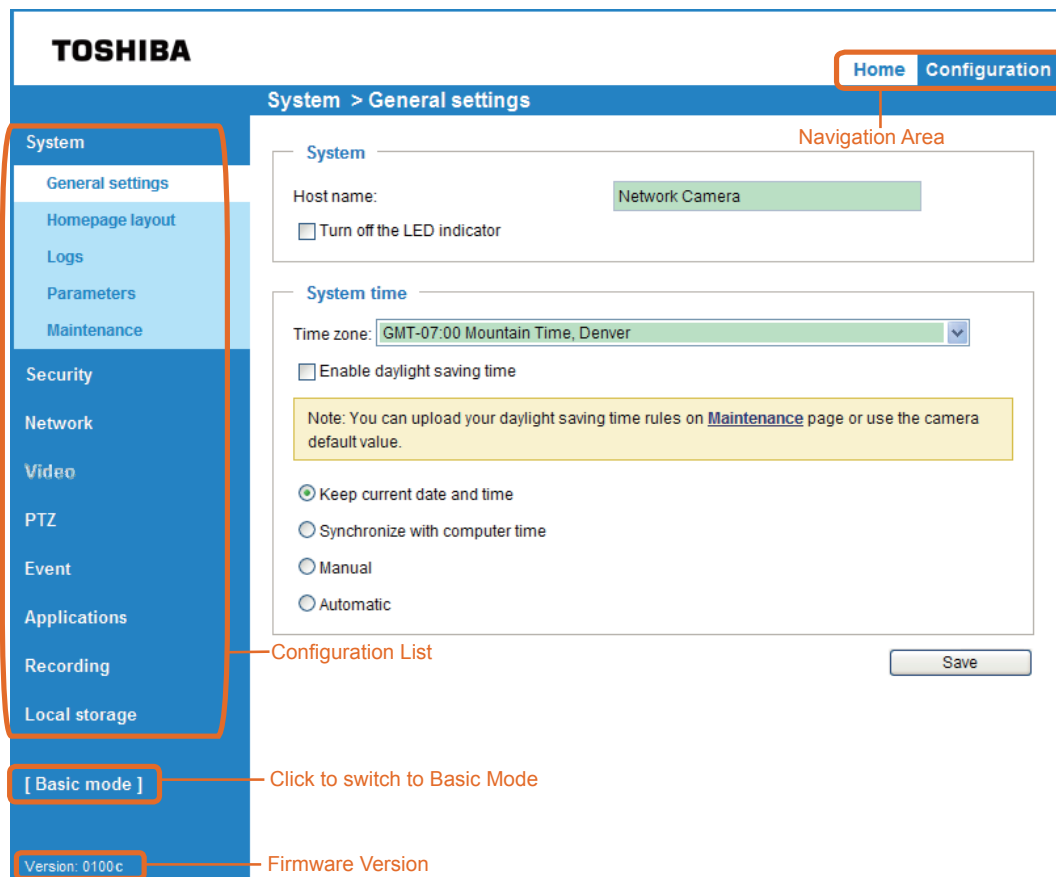 TOSHIBA
Home Configuration
System > General settings
Navigation Area
System
General settings
Homepage layout
Logs
Parameters
Maintenance
Security
Network
Video
PTZ
Event
Applications
Recording
Local storage
[ Basic mode ]
Version: 0100c
System
Host name: Network Camera
Turn off the LED indicator
System time
Time zone: GMT-07:00 Mountain Time, Denver
Enable daylight saving time
Note: You can upload your daylight saving time rules on Maintenance page or use the camera
default value.
Keep current date and time
Synchronize with computer time
Manual
Automatic
Configuration List
Save
Click to switch to Basic Mode
Firmware Version